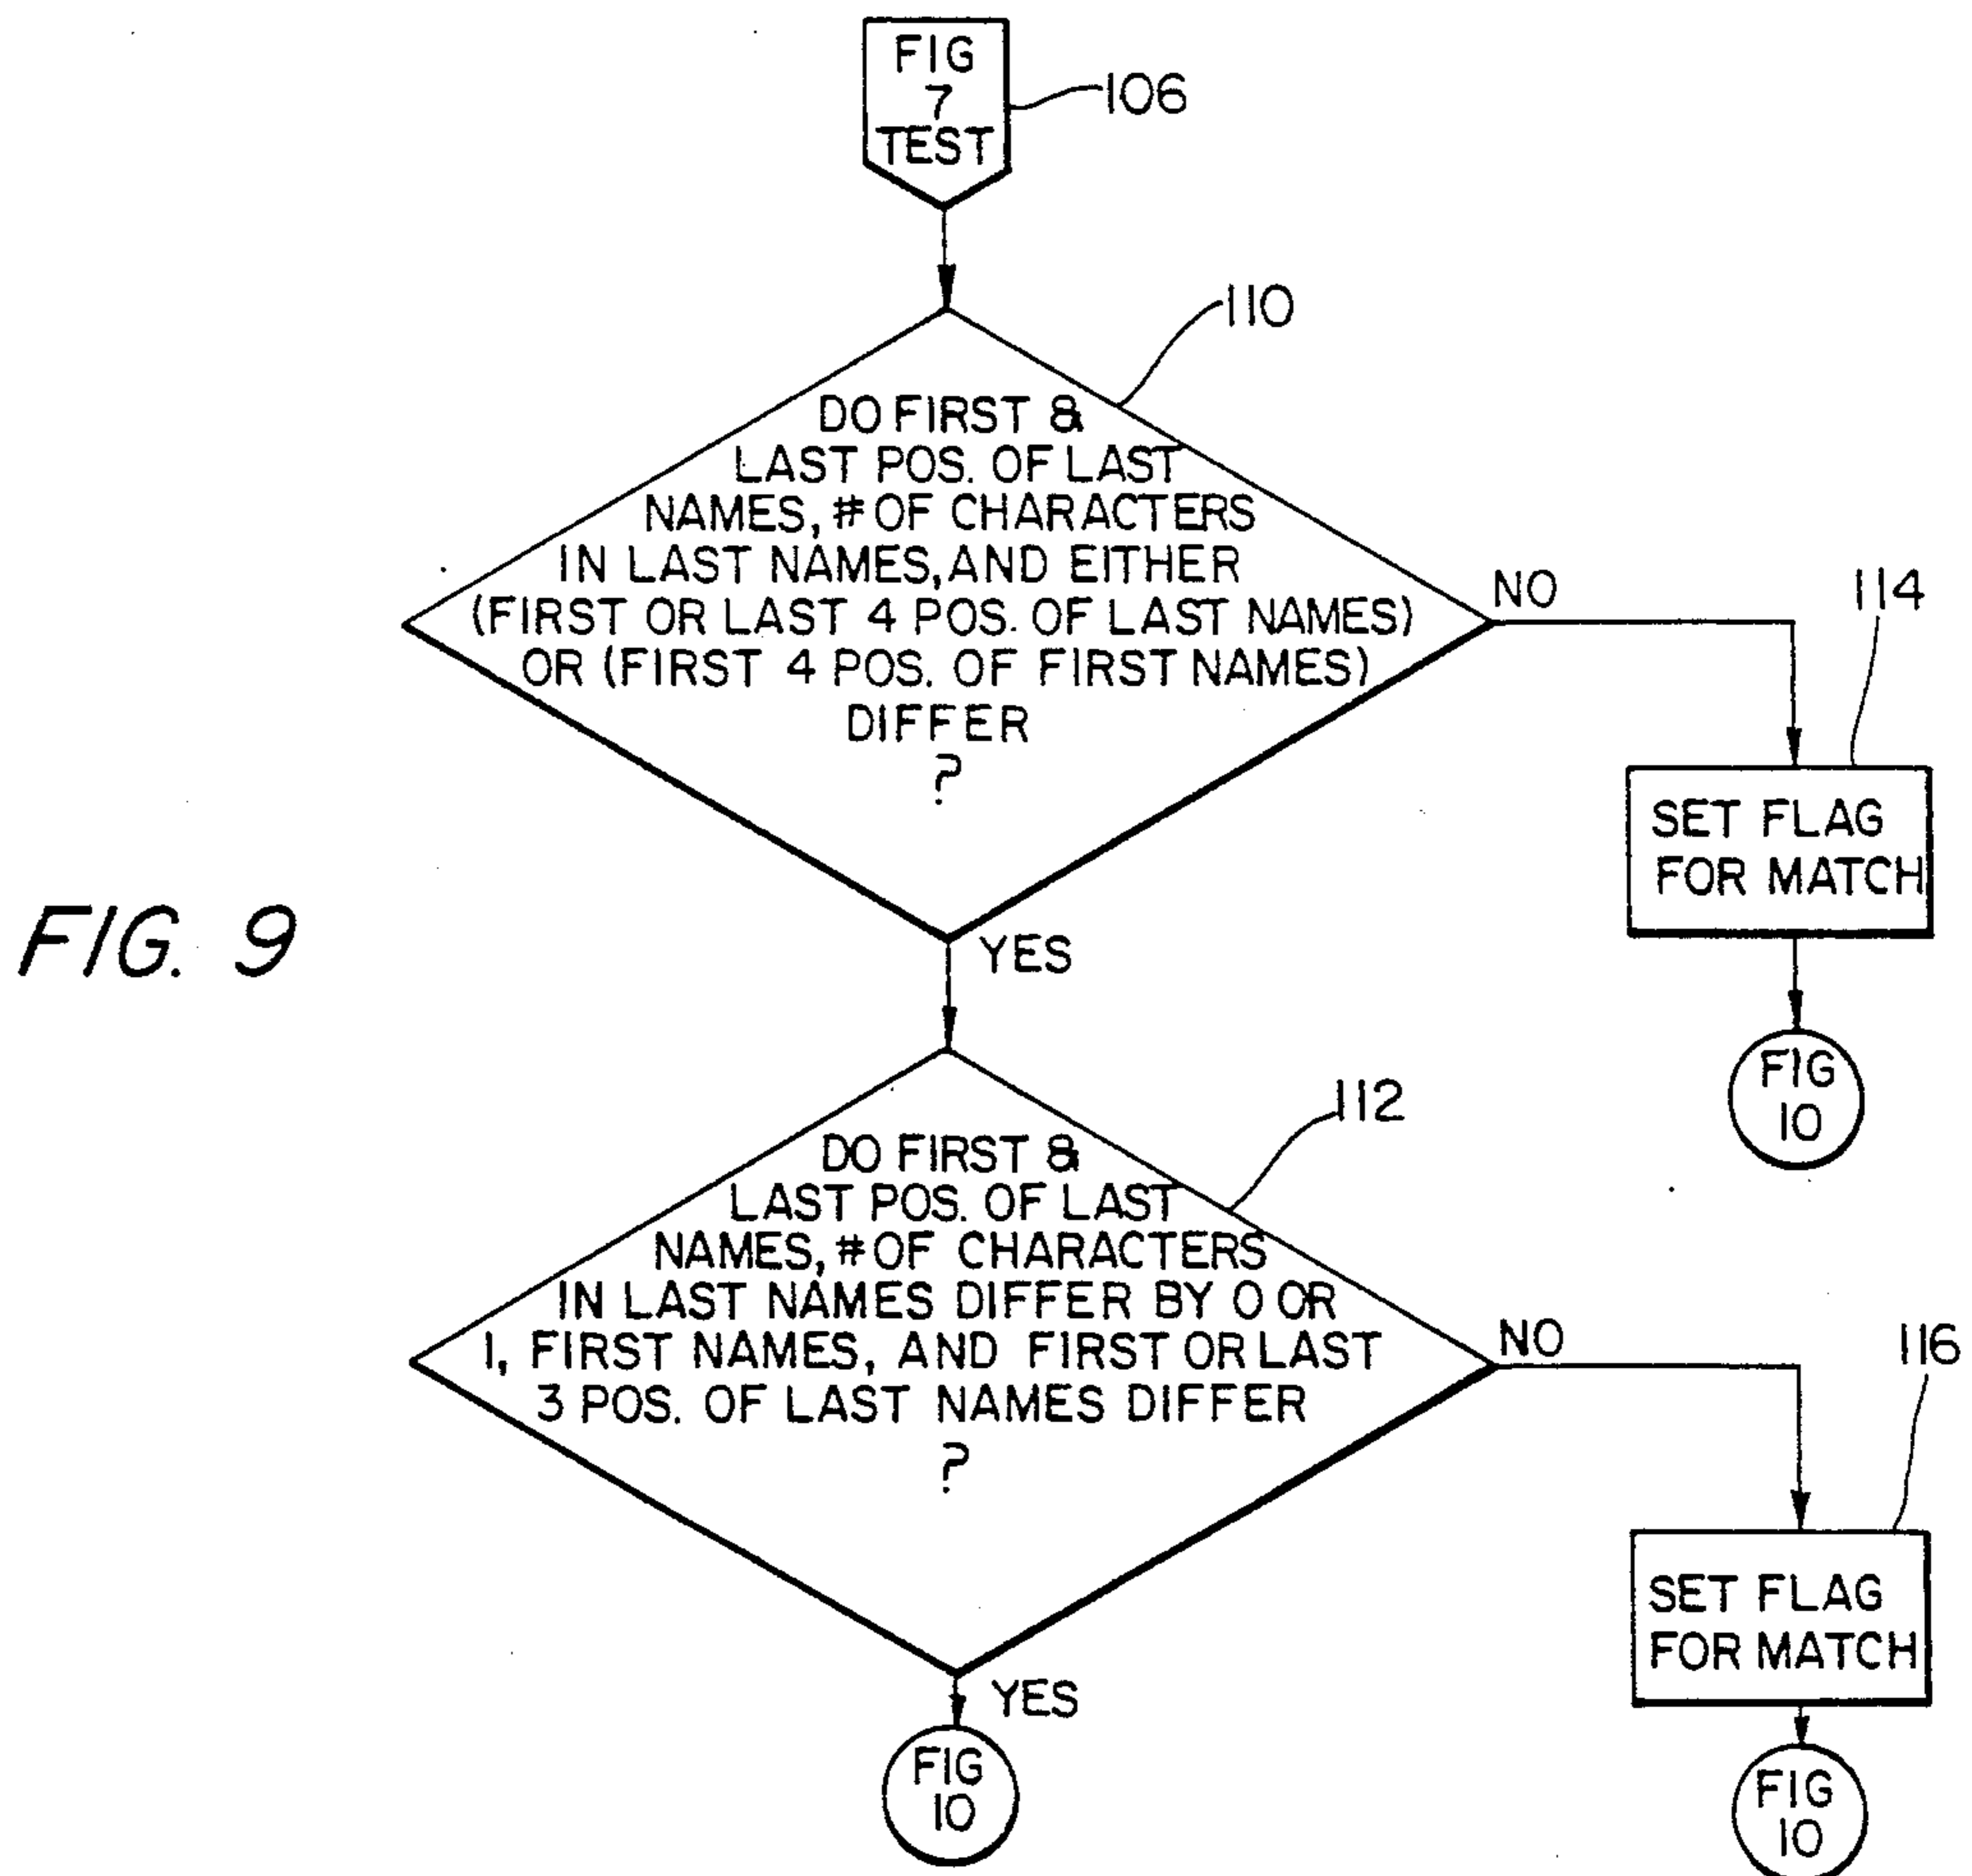 FIG
7
TEST
106
110
DO FIRST &
LAST POS. OF LAST
NAMES, # OF CHARACTERS
IN LAST NAMES, AND EITHER
(FIRST OR LAST 4 POS. OF LAST NAMES)
OR (FIRST 4 POS. OF FIRST NAMES)
DIFFER
?
NO
114
SET FLAG
FOR MATCH
FIG
10
YES
FIG. 9
112
DO FIRST &
LAST POS. OF LAST
NAMES, # OF CHARACTERS
IN LAST NAMES DIFFER BY 0 OR
1, FIRST NAMES, AND FIRST OR LAST
3 POS. OF LAST NAMES DIFFER
?
NO
116
SET FLAG
FOR MATCH
FIG
10
YES
FIG
10